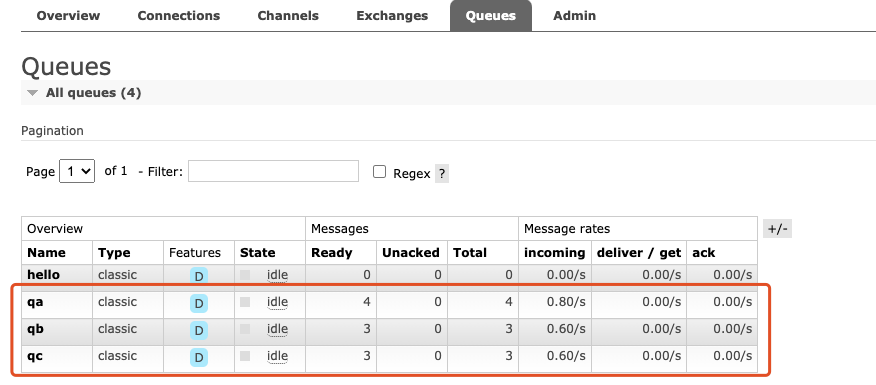 Overview Connections Channels Exchanges Queues Admin
Queues
All queues (4)
Pagination
Page 1 of 1 - Filter: Regex ?
Overview Messages Message rates +/-
Name Type Features State Ready Unacked Total incoming deliver / get ack
hello classic D idle 0 0 0 0.00/s 0.00/s 0.00/s
qa classic D idle 4 0 4 0.80/s 0.00/s 0.00/s
qb classic D idle 3 0 3 0.60/s 0.00/s 0.00/s
qc classic D idle 3 0 3 0.60/s 0.00/s 0.00/s